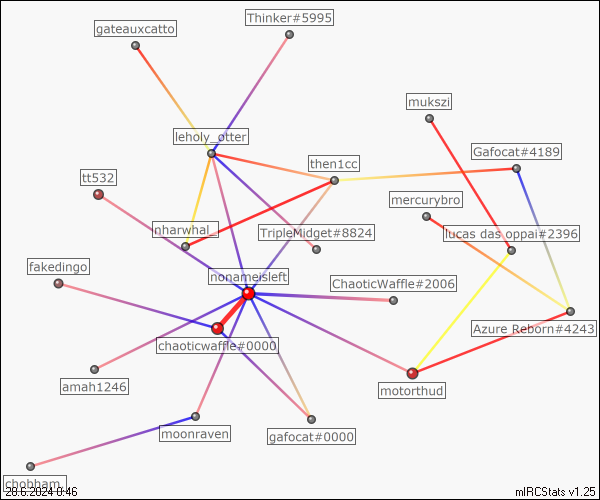 Thinker#5995
gateauxcatto
mukszi
leholy_otter
Gafocat#4189
then1cc
tt532
mercurybro
nharwhal_
TripleMidget#8824
lucas das oppai#2396
fakedingo
nonameisleft
ChaoticWaffle#2006
Azure Reborn#4243
chaoticwaffle#0000
amah1246
motorthud
moonraven
gafocat#0000
chobham_
20.6.2024 0:46
mIRCStats v1.25